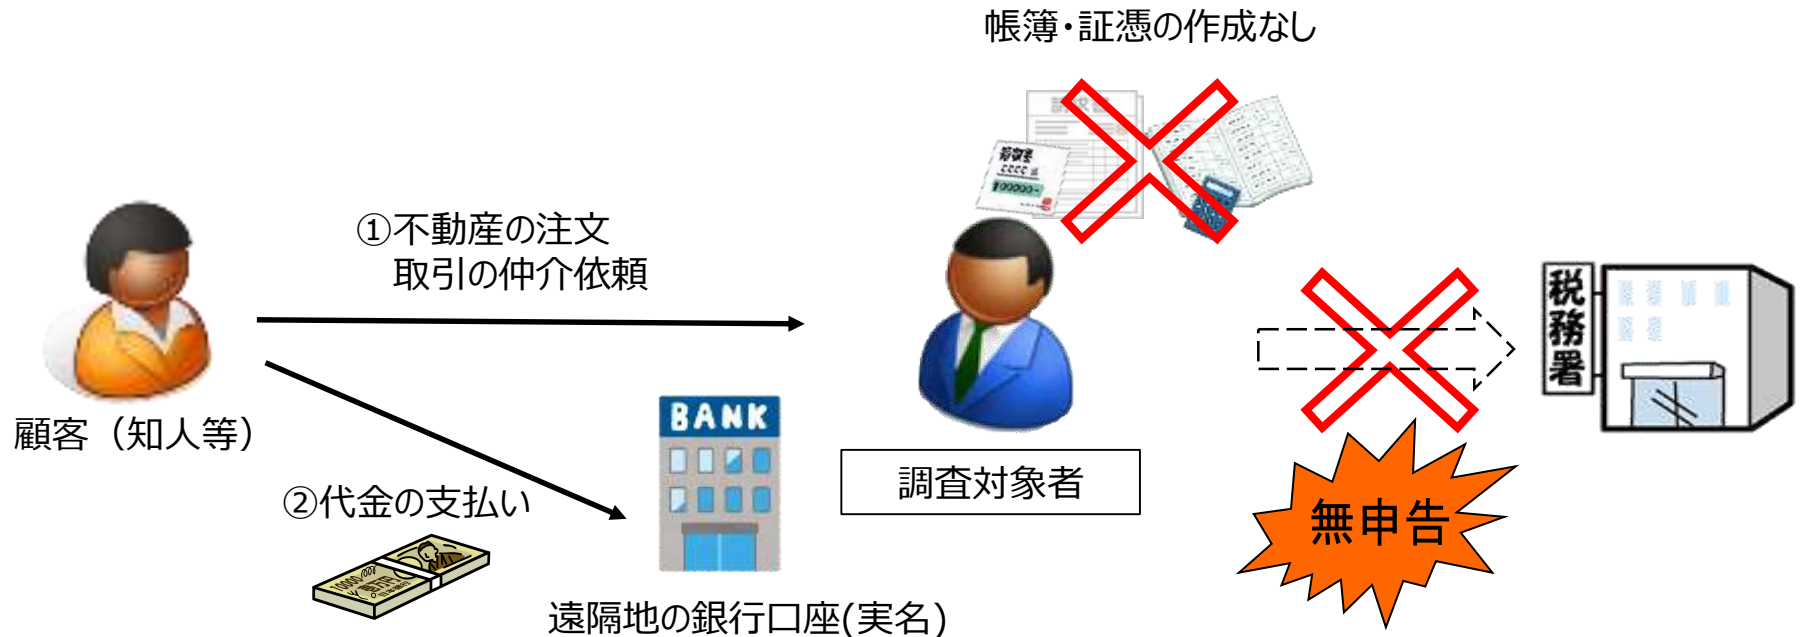 帳簿・証憑の作成なし
①不動産の注文
取引の仲介依頼
税務署
顧客（知人等）
BANK
調査対象者
②代金の支払い
無申告
遠隔地の銀行口座(実名)